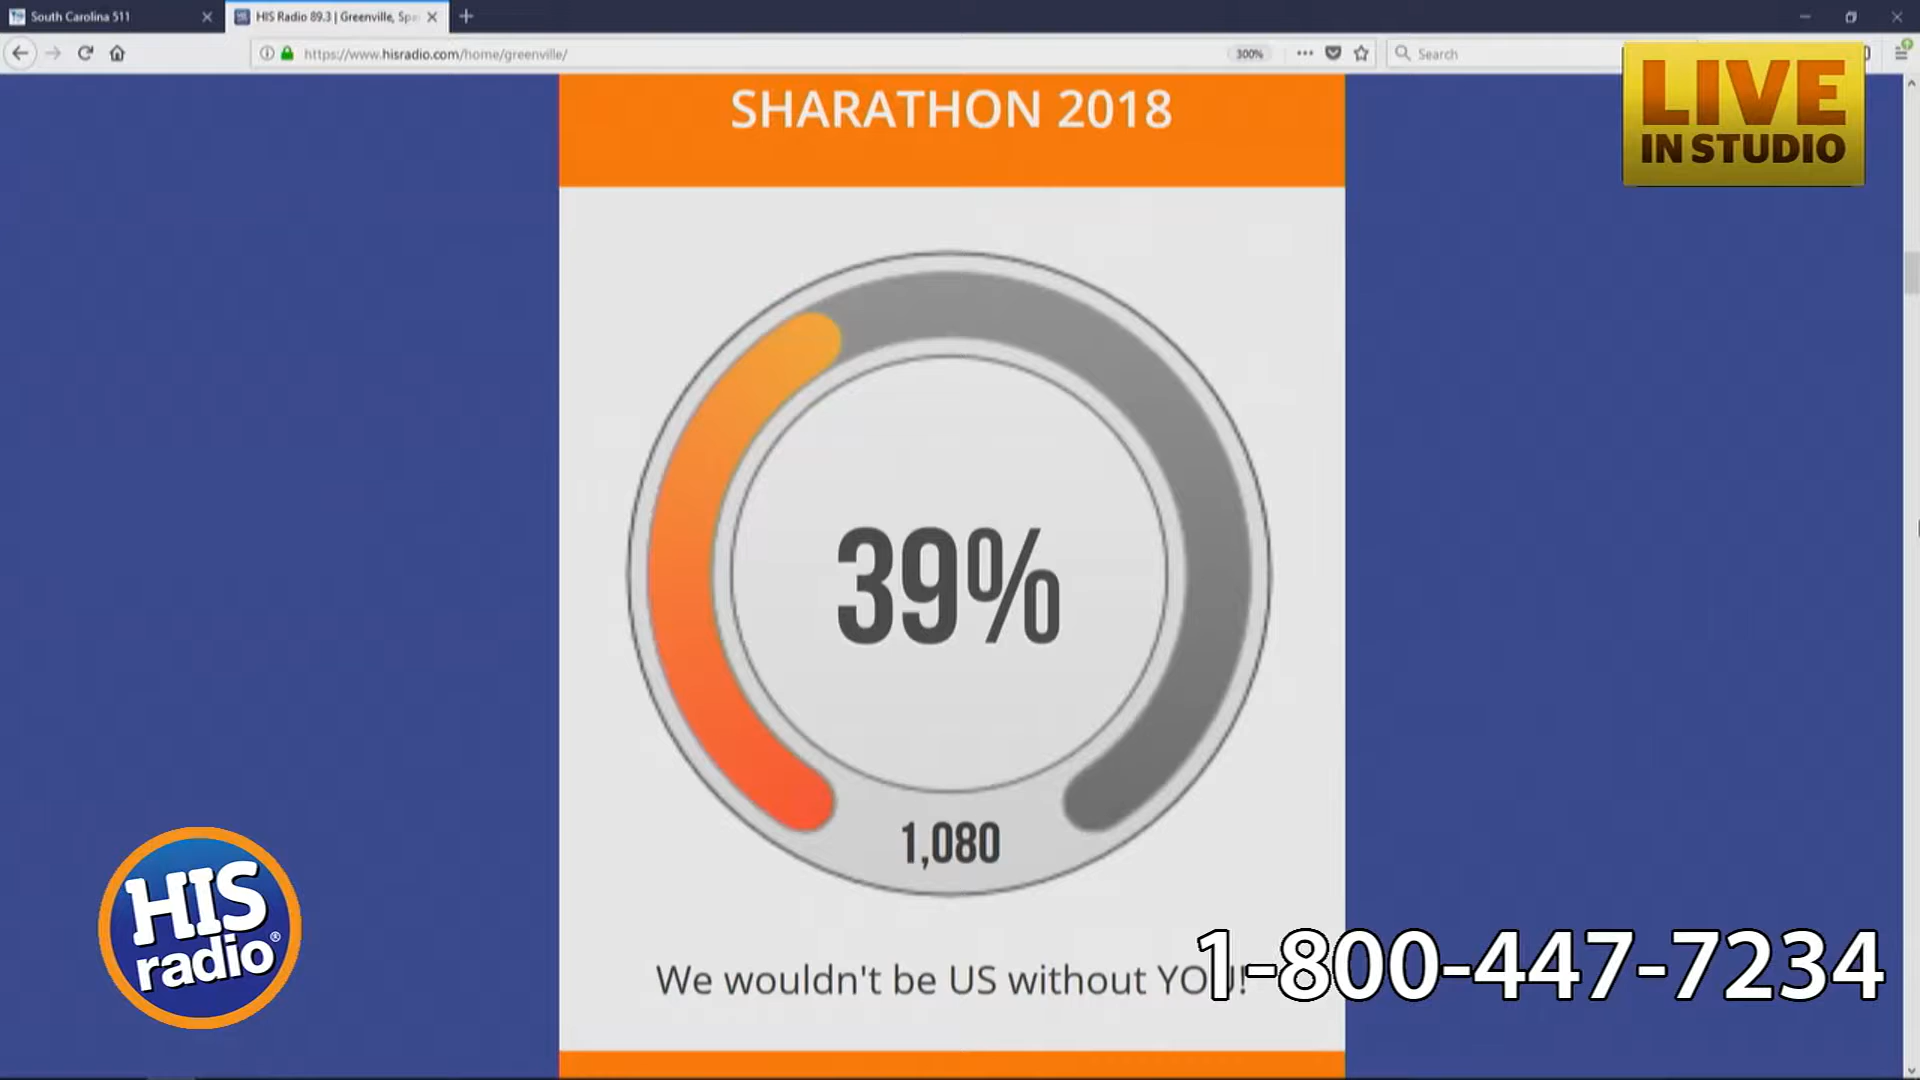 South Carolina 511
HIS Radio 89.3 | Greenville, Spa
https://www.hisradio.com/home/greenville/
300%
Search
SHARATHON 2018
LIVE
IN STUDIO
39%
1,080
HIS
radio®
We wouldn't be US without YOU!
1-800-447-7234